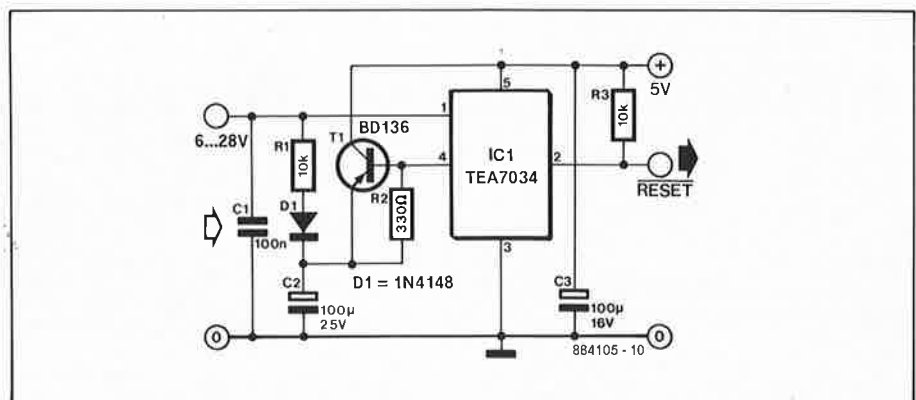 +
5V
5
R3
10k
1
6...28V
BD136
T1
R1
10k
4
IC1
TEA7034
2
RESET
R2
330Ω
D1
C1
100n
3
D1 = 1N4148
C2
100µ
25V
C3
100µ
16V
884105 - 10
0
0